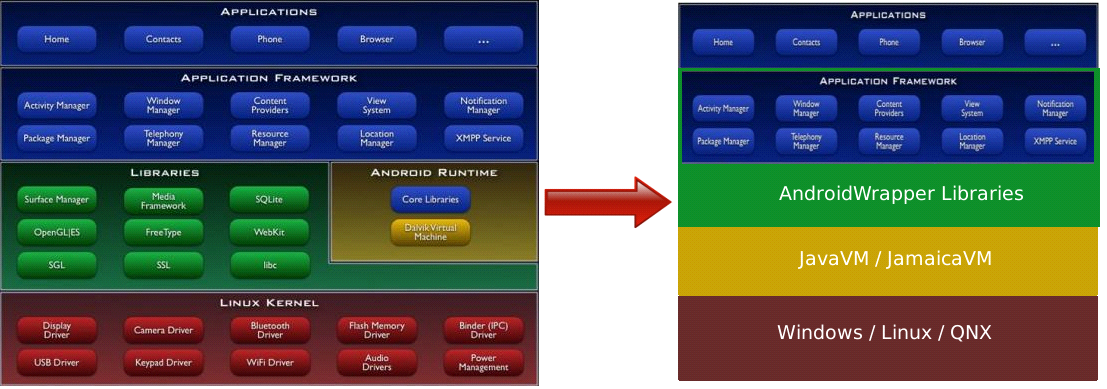 APPLICATIONS
Home Contacts Phone Browser ...
APPLICATION FRAMEWORK
Activity Manager Window Manager Content Providers View System Notification Manager
Package Manager Telephony Manager Resource Manager Location Manager XMPP Service
LIBRARIES
Surface Manager Media Framework SQLite
OpenGL|ES FreeType WebKit
SGL SSL libc
ANDROID RUNTIME
Core Libraries
Dalvik Virtual Machine
LINUX KERNEL
Display Driver Camera Driver Bluetooth Driver Flash Memory Driver Binder (IPC) Driver
USB Driver Keypad Driver WiFi Driver Audio Drivers Power Management
APPLICATIONS
Home Contacts Phone Browser ...
APPLICATION FRAMEWORK
Activity Manager Window Manager Content Providers View System Notification Manager
Package Manager Telephony Manager Resource Manager Location Manager XMPP Service
AndroidWrapper Libraries
JavaVM / JamaicaVM
Windows / Linux / QNX